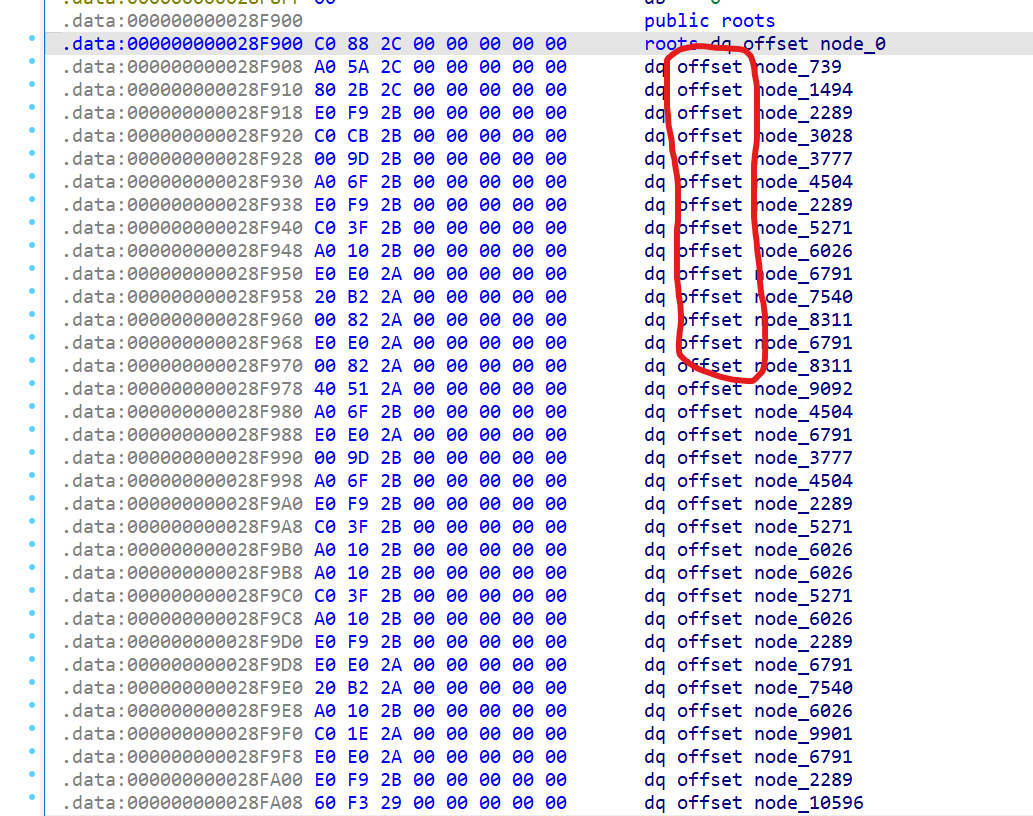 .data:000000000028F900 public roots
.data:000000000028F900 C0 88 2C 00 00 00 00 00 roots dq offset node_0
.data:000000000028F908 A0 5A 2C 00 00 00 00 00 dq offset node_739
.data:000000000028F910 80 2B 2C 00 00 00 00 00 dq offset node_1494
.data:000000000028F918 E0 F9 2B 00 00 00 00 00 dq offset node_2289
.data:000000000028F920 C0 CB 2B 00 00 00 00 00 dq offset node_3028
.data:000000000028F928 00 9D 2B 00 00 00 00 00 dq offset node_3777
.data:000000000028F930 A0 6F 2B 00 00 00 00 00 dq offset node_4504
.data:000000000028F938 E0 F9 2B 00 00 00 00 00 dq offset node_2289
.data:000000000028F940 C0 3F 2B 00 00 00 00 00 dq offset node_5271
.data:000000000028F948 A0 10 2B 00 00 00 00 00 dq offset node_6026
.data:000000000028F950 E0 E0 2A 00 00 00 00 00 dq offset node_6791
.data:000000000028F958 20 B2 2A 00 00 00 00 00 dq offset node_7540
.data:000000000028F960 00 82 2A 00 00 00 00 00 dq offset node_8311
.data:000000000028F968 E0 E0 2A 00 00 00 00 00 dq offset node_6791
.data:000000000028F970 00 82 2A 00 00 00 00 00 dq offset node_8311
.data:000000000028F978 40 51 2A 00 00 00 00 00 dq offset node_9092
.data:000000000028F980 A0 6F 2B 00 00 00 00 00 dq offset node_4504
.data:000000000028F988 E0 E0 2A 00 00 00 00 00 dq offset node_6791
.data:000000000028F990 00 9D 2B 00 00 00 00 00 dq offset node_3777
.data:000000000028F998 A0 6F 2B 00 00 00 00 00 dq offset node_4504
.data:000000000028F9A0 E0 F9 2B 00 00 00 00 00 dq offset node_2289
.data:000000000028F9A8 C0 3F 2B 00 00 00 00 00 dq offset node_5271
.data:000000000028F9B0 A0 10 2B 00 00 00 00 00 dq offset node_6026
.data:000000000028F9B8 A0 10 2B 00 00 00 00 00 dq offset node_6026
.data:000000000028F9C0 C0 3F 2B 00 00 00 00 00 dq offset node_5271
.data:000000000028F9C8 A0 10 2B 00 00 00 00 00 dq offset node_6026
.data:000000000028F9D0 E0 F9 2B 00 00 00 00 00 dq offset node_2289
.data:000000000028F9D8 E0 E0 2A 00 00 00 00 00 dq offset node_6791
.data:000000000028F9E0 20 B2 2A 00 00 00 00 00 dq offset node_7540
.data:000000000028F9E8 A0 10 2B 00 00 00 00 00 dq offset node_6026
.data:000000000028F9F0 C0 1E 2A 00 00 00 00 00 dq offset node_9901
.data:000000000028F9F8 E0 E0 2A 00 00 00 00 00 dq offset node_6791
.data:000000000028FA00 E0 F9 2B 00 00 00 00 00 dq offset node_2289
.data:000000000028FA08 60 F3 29 00 00 00 00 00 dq offset node_10596